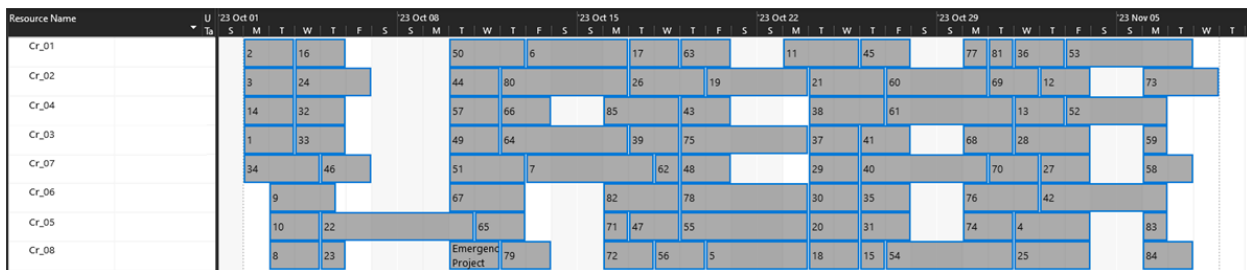 Resource Name U '23 Oct 01 '23 Oct 08 '23 Oct 15 '23 Oct 22 '23 Oct 29 '23 Nov 05
Ta S M T W T F S S M T W T F S S M T W T F S S M T W T F S S M T W T F S S M T W T
Cr_01 2 16 50 6 17 63 11 45 77 81 36 53
Cr_02 3 24 44 80 26 19 21 60 69 12 73
Cr_04 14 32 57 66 85 43 38 61 13 52
Cr_03 1 33 49 64 39 75 37 41 68 28 59
Cr_07 34 46 51 7 62 48 29 40 70 27 58
Cr_06 9 67 82 78 30 35 76 42
Cr_05 10 22 65 71 47 55 20 31 74 4 83
Cr_08 8 23 Emergenc 79 72 56 5 18 15 54 25 84
Project